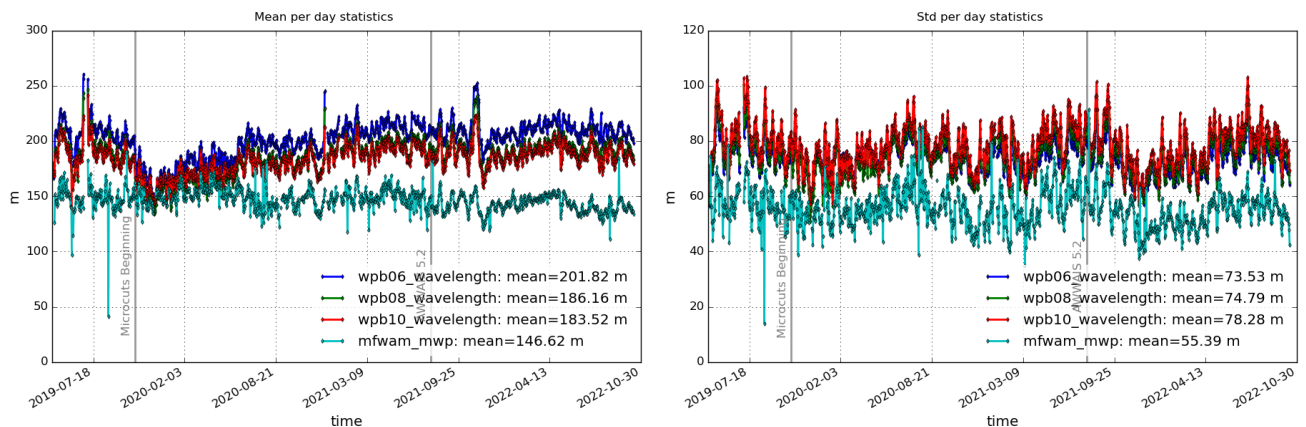 Mean per day statistics
300
250
200
150
100
50
0
m
Microcuts Beginning
AWWAIS 5.2
wpb06_wavelength: mean=201.82 m
wpb08_wavelength: mean=186.16 m
wpb10_wavelength: mean=183.52 m
mfwam_mwp: mean=146.62 m
2019-07-18
2020-02-03
2020-08-21
2021-03-09
2021-09-25
2022-04-13
2022-10-30
time
Std per day statistics
120
100
80
60
40
20
0
m
Microcuts Beginning
AWWAIS 5.2
wpb06_wavelength: mean=73.53 m
wpb08_wavelength: mean=74.79 m
wpb10_wavelength: mean=78.28 m
mfwam_mwp: mean=55.39 m
2019-07-18
2020-02-03
2020-08-21
2021-03-09
2021-09-25
2022-04-13
2022-10-30
time